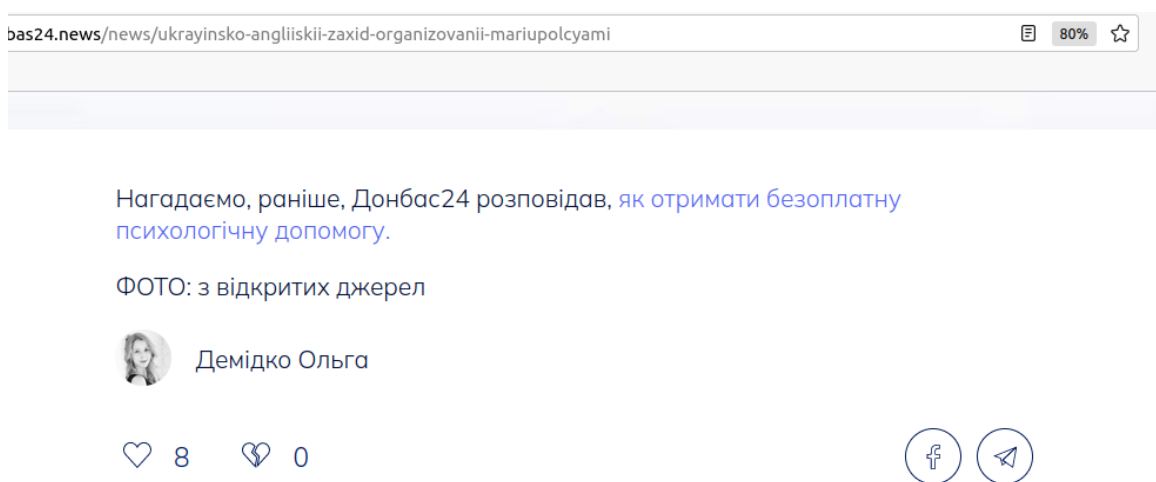 bas24.news/news/ukrayinsko-angliiskii-zaxid-organizovanii-mariupolcyami
80%
Нагадаємо, раніше, Донбас24 розповідав, як отримати безоплатну
психологічну допомогу.
ФОТО: з відкритих джерел
Демідко Ольга
8
0